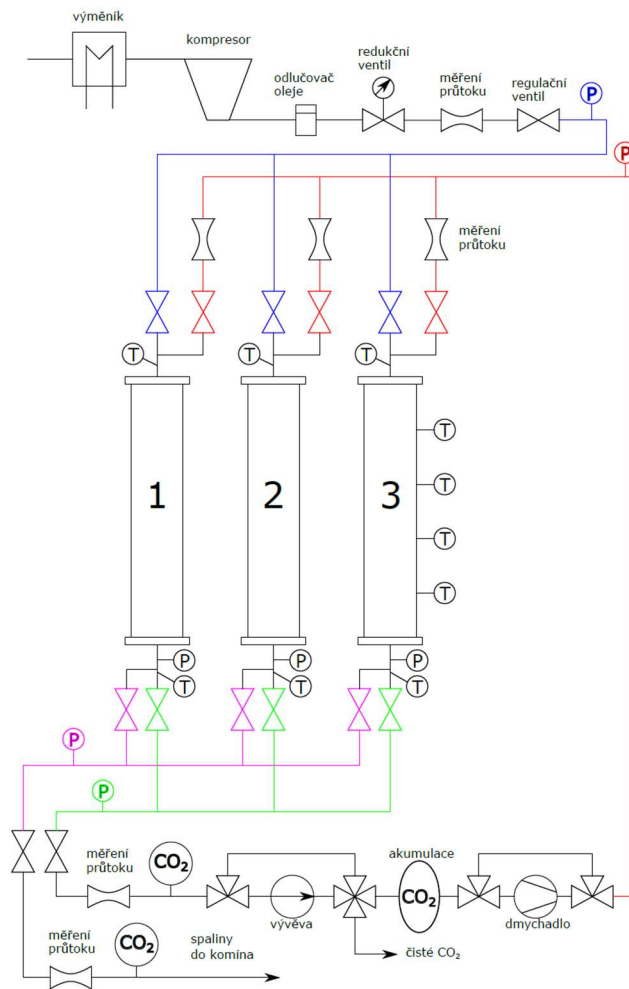 výměník
kompresor
redukční
ventil
odlučovač
oleje
měření
průtoku
regulační
ventil
P
P
měření
průtoku
T
T
T
1
2
3
T
T
T
T
P
P
P
T
T
T
P
P
měření
průtoku
CO₂
akumulace
CO₂
vývěva
dmychadlo
měření
průtoku
CO₂
spaliny
do komína
čisté CO₂